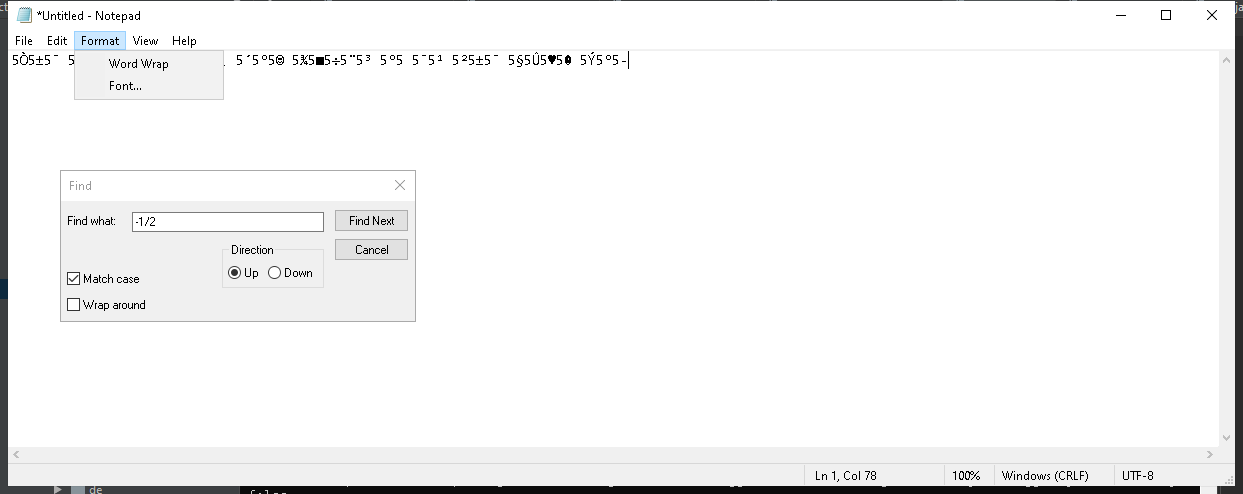 *Untitled - Notepad
File Edit Format View Help
5Ò5±5¯ 5´5º5© 5¾5■5÷5¨5³ 5º5 5¯5¹ 5²5±5¯ 5§5Û5♥5 5Ý5º5-
Word Wrap
Font...
Find
Find what: -1/2 Find Next
Direction Cancel
Up Down
Match case
Wrap around
Ln 1, Col 78 100% Windows (CRLF) UTF-8
de